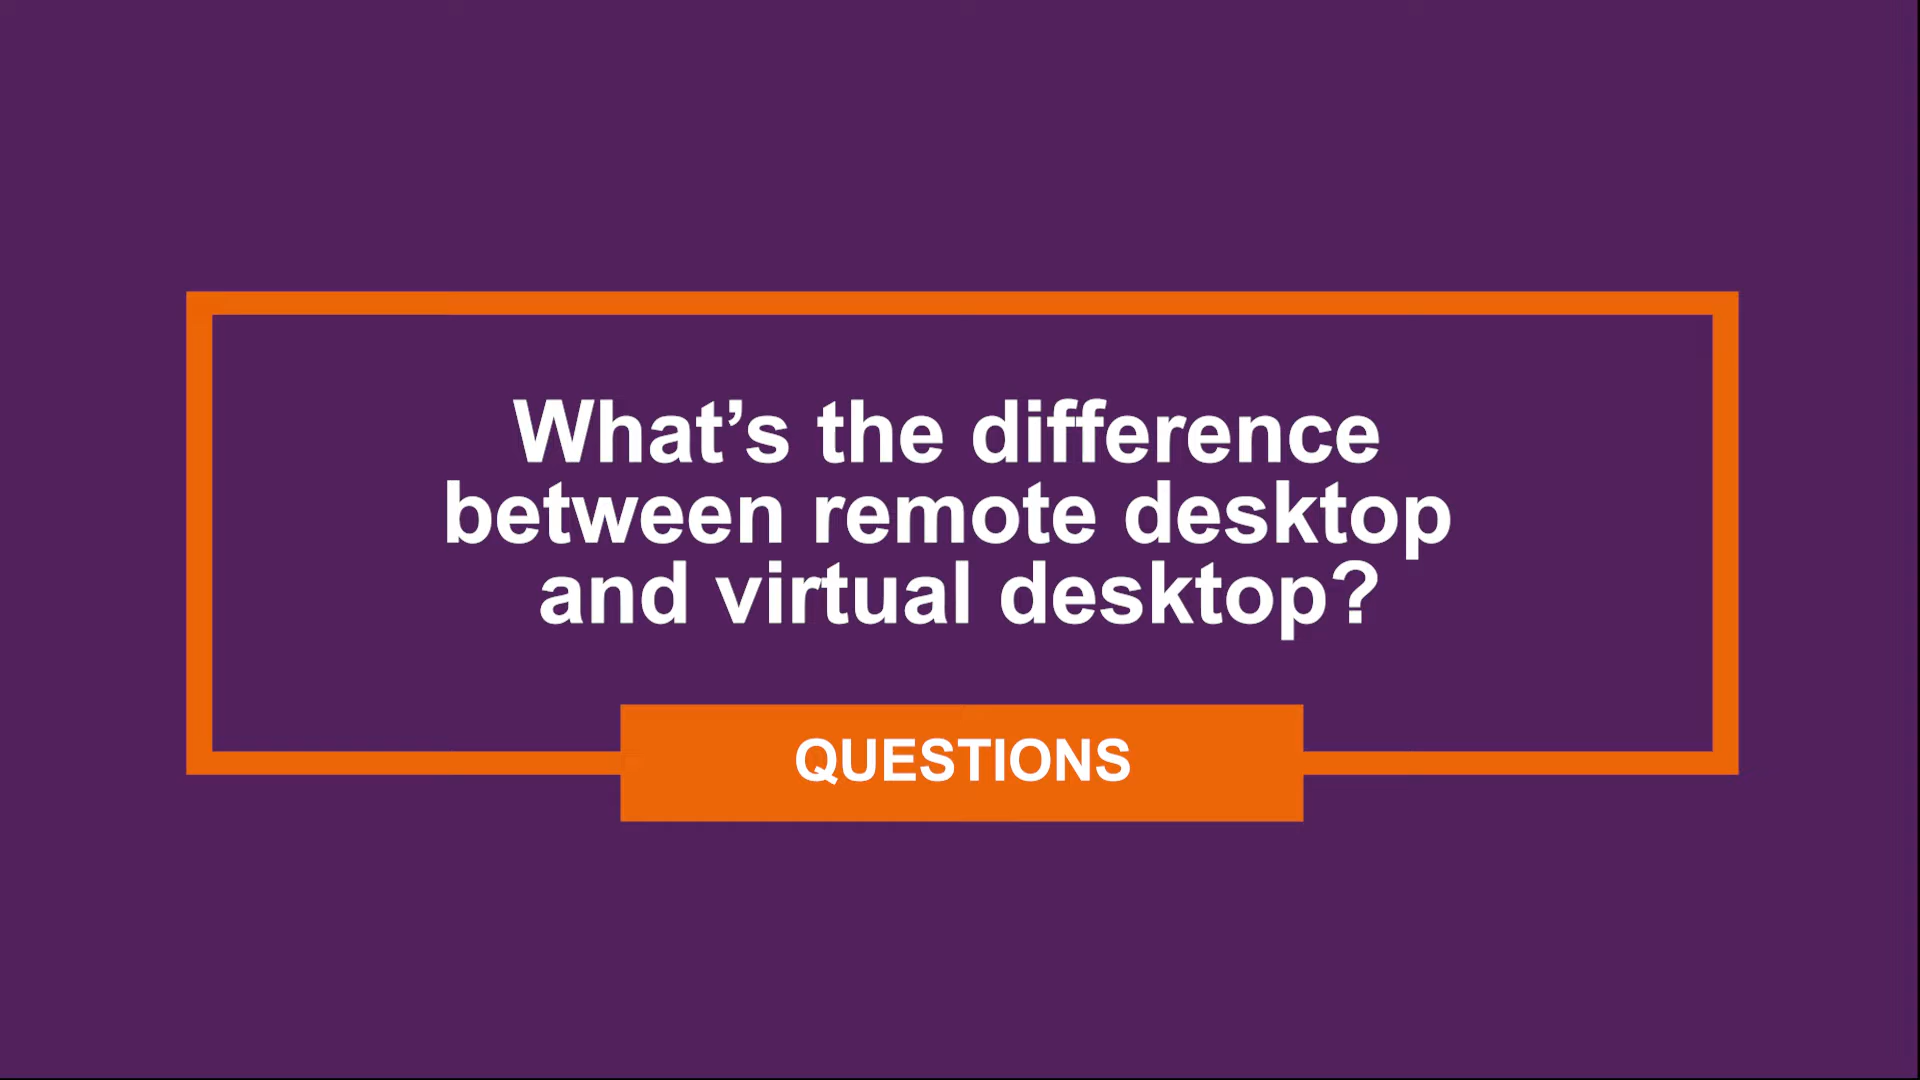 What’s the difference
between remote desktop
and virtual desktop?
QUESTIONS